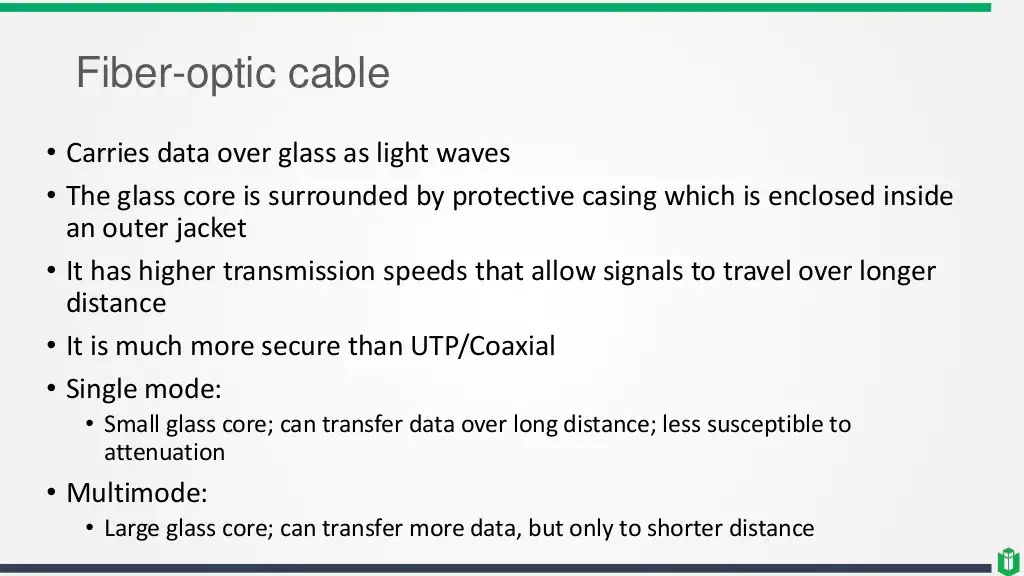 Fiber-optic cable
• Carries data over glass as light waves
• The glass core is surrounded by protective casing which is enclosed inside
an outer jacket
• It has higher transmission speeds that allow signals to travel over longer
distance
• It is much more secure than UTP/Coaxial
• Single mode:
• Small glass core; can transfer data over long distance; less susceptible to
attenuation
• Multimode:
• Large glass core; can transfer more data, but only to shorter distance